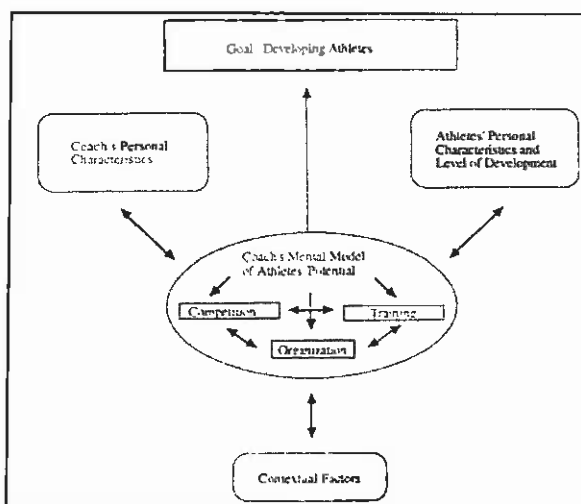 Goal Developing Athletes
Coach's Personal
Characteristics
Athletes' Personal
Characteristics and
Level of Development
Coach's Mental Model
of Athletes' Potential
Competition
Training
Organization
Contextual Factors